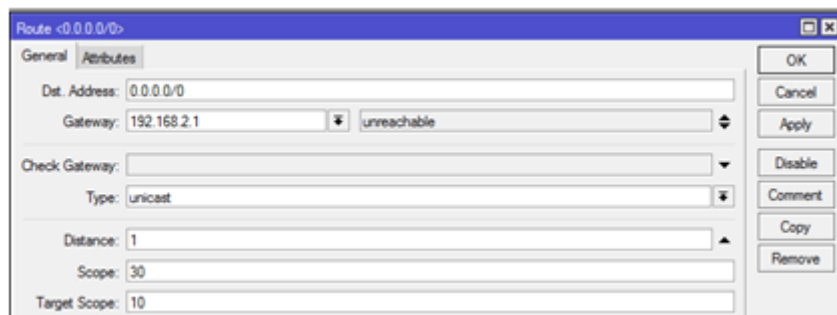 Route <0.0.0.0/0>
General Attributes
OK
Dst. Address: 0.0.0.0/0
Cancel
Gateway: 192.168.2.1 unreachable
Apply
Check Gateway:
Disable
Type: unicast
Comment
Copy
Distance: 1
Remove
Scope: 30
Target Scope: 10